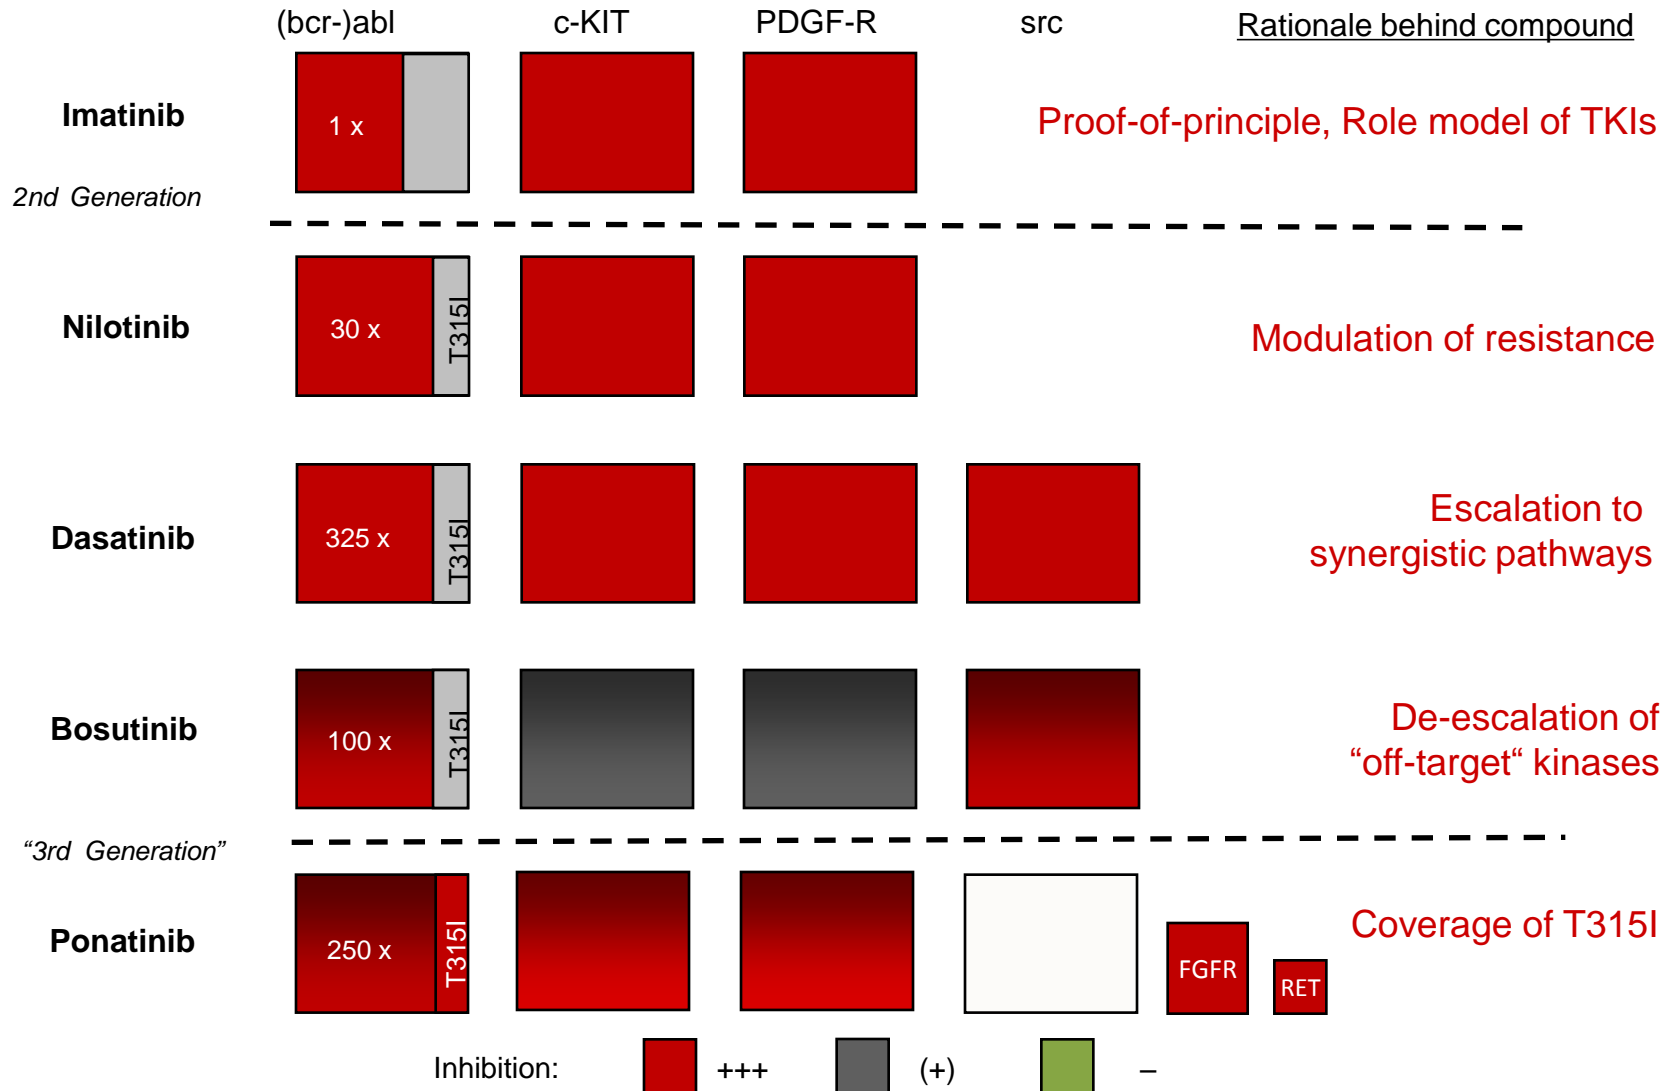 (bcr-)abl c-KIT PDGF-R src Rationale behind compound
Imatinib 1 x Proof-of-principle, Role model of TKIs
2nd Generation
Nilotinib 30 x T315I Modulation of resistance
Dasatinib 325 x T315I Escalation to
synergistic pathways
Bosutinib 100 x T315I De-escalation of
“off-target“ kinases
“3rd Generation”
Ponatinib 250 x T315I FGFR RET Coverage of T315I
Inhibition: +++ (+) –